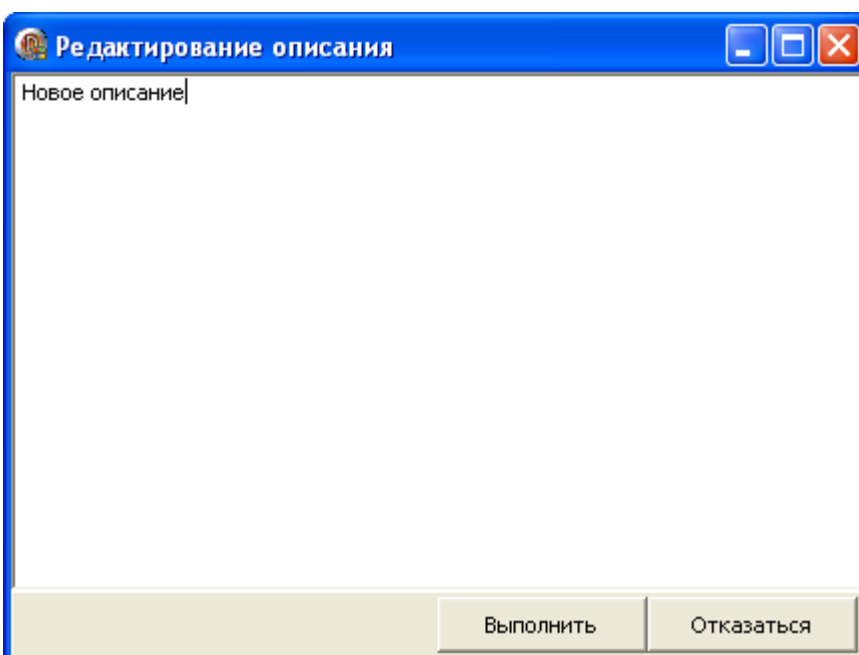 Редактирование описания
Новое описание
Выполнить
Отказаться